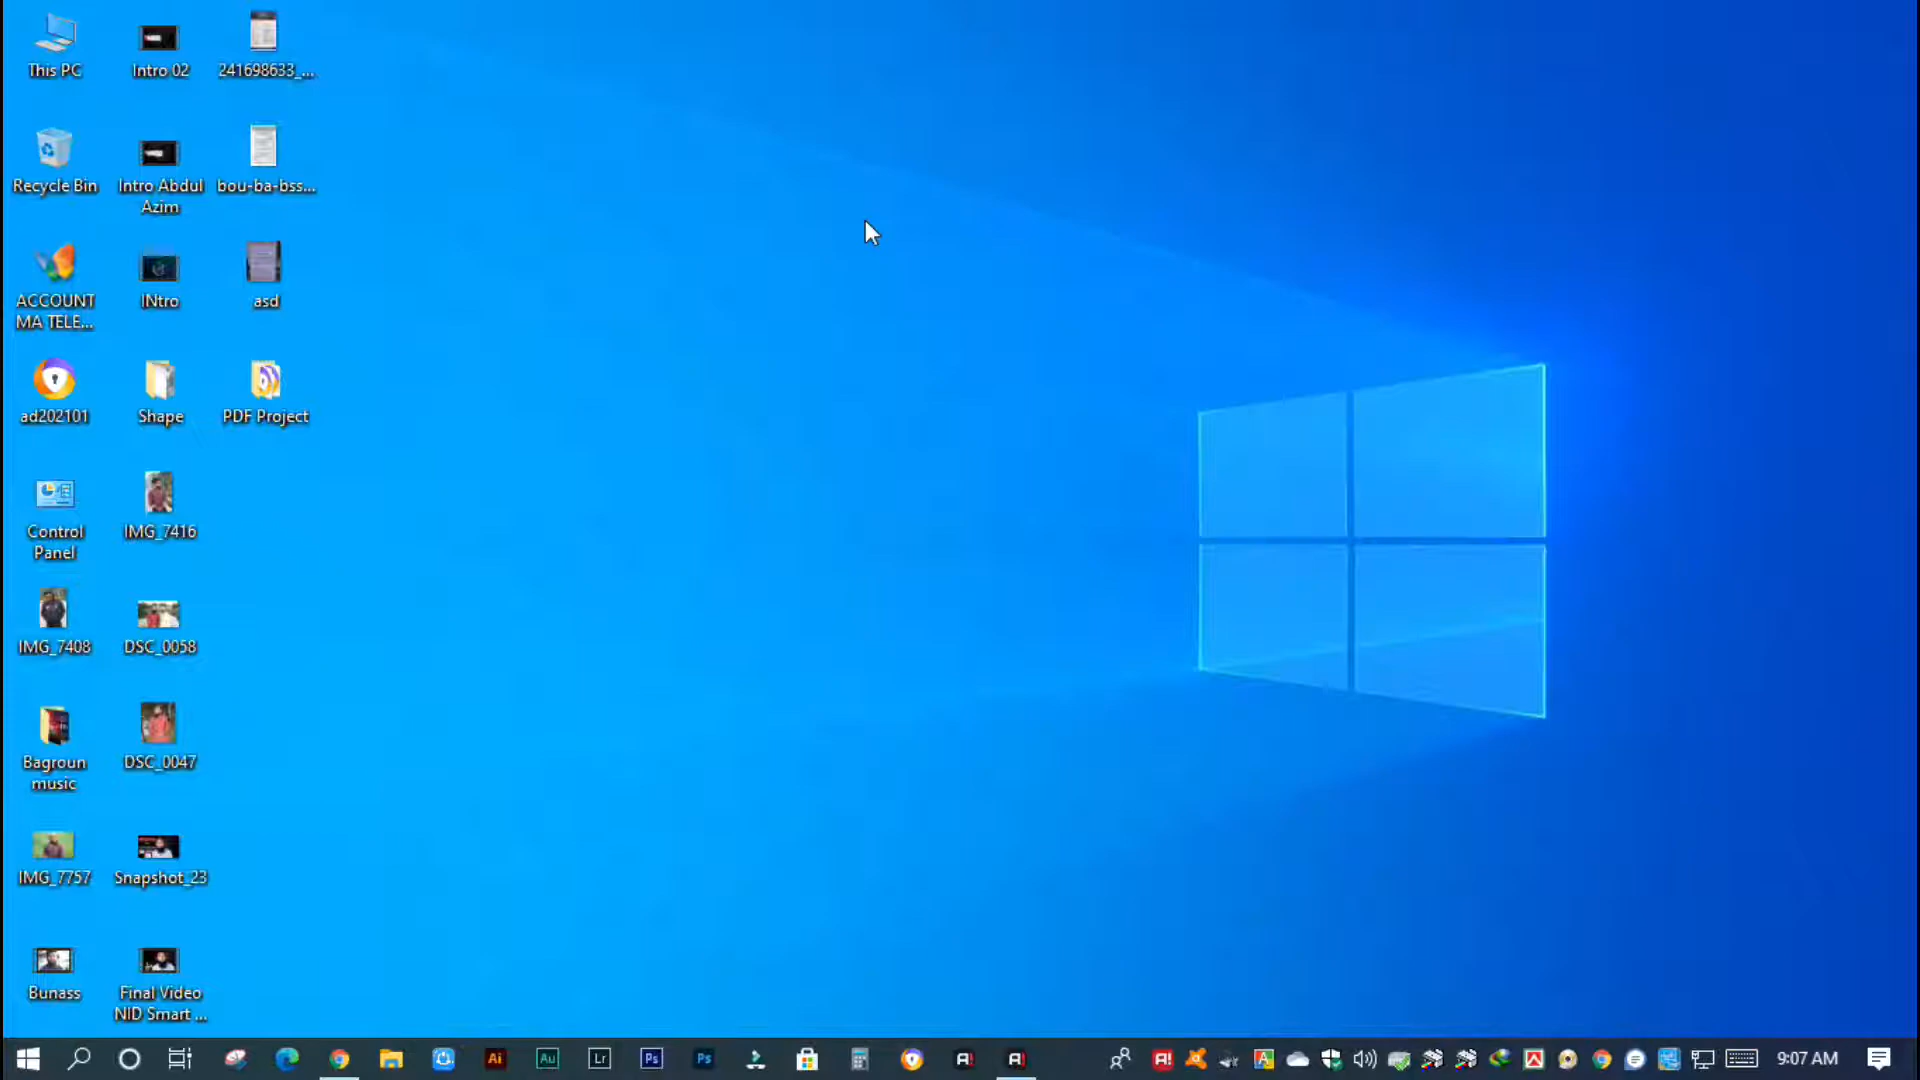 This PC
Intro 02
241698633_...
Recycle Bin
Intro Abdul
Azim
bou-ba-bss...
ACCOUNT
MA TELE...
INtro
asd
ad202101
Shape
PDF Project
Control
Panel
IMG_7416
IMG_7408
DSC_0058
Bagroun
music
DSC_0047
IMG_7757
Snapshot_23
Bunass
Final Video
NID Smart ...
Ai
Au
Lr
Ps
Ps
A!
A!
A!
A
9:07 AM